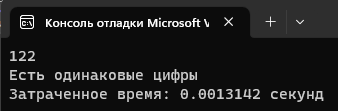 Консоль отладки Microsoft V
122
Есть одинаковые цифры
Затраченное время: 0.0013142 секунд